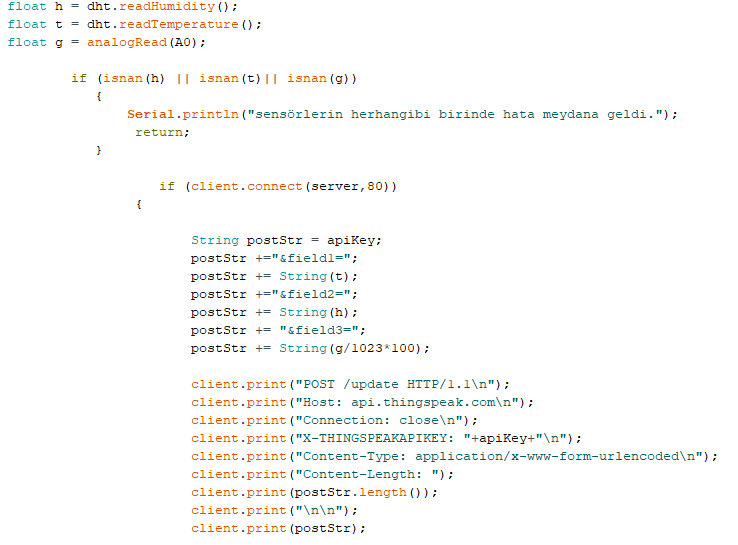 float h = dht.readHumidity();
float t = dht.readTemperature();
float g = analogRead(A0);
if (isnan(h) || isnan(t)|| isnan(g))
{
Serial.println("sensörlerin herhangibi birinde hata meydana geldi.");
return;
}
if (client.connect(server,80))
{
String postStr = apiKey;
postStr +="&field1=";
postStr += String(t);
postStr +="&field2=";
postStr += String(h);
postStr += "&field3=";
postStr += String(g/1023*100);
client.print("POST /update HTTP/1.1\n");
client.print("Host: api.thingspeak.com\n");
client.print("Connection: close\n");
client.print("X-THINGSPEAKAPIKEY: "+apiKey+"\n");
client.print("Content-Type: application/x-www-form-urlencoded\n");
client.print("Content-Length: ");
client.print(postStr.length());
client.print("\n\n");
client.print(postStr);